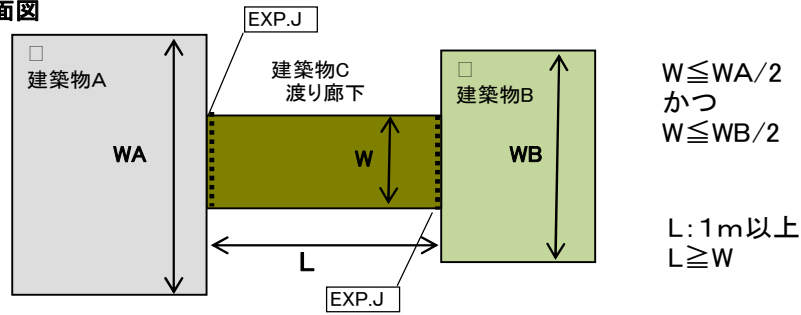 面図
EXP.J
□
建築物A
建築物C
渡り廊下
□
建築物B
WA
W
WB
L
EXP.J
W≦WA/2
かつ
W≦WB/2
L:1m以上
L≧W